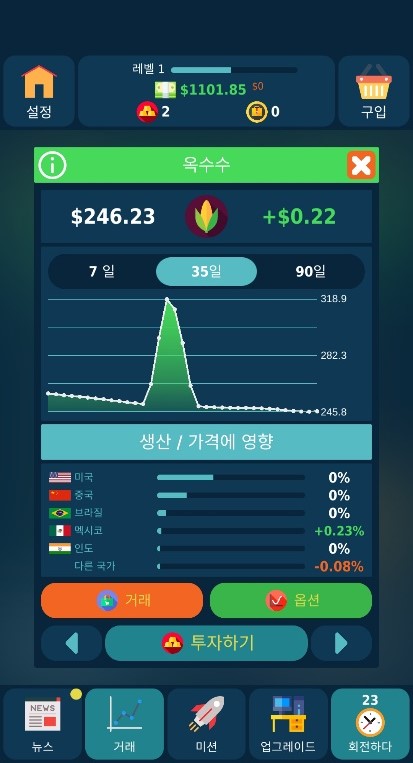 레벨 1
$1101.85 $0
설정
2
0
구입
옥수수
$246.23
+$0.22
7 일
35일
90일
318.9
282.3
245.8
생산 / 가격에 영향
미국 0%
중국 0%
브라질 0%
멕시코 +0.23%
인도 0%
다른 국가 -0.08%
거래
옵션
투자하기
NEWS
23
뉴스
거래
미션
업그레이드
회전하다